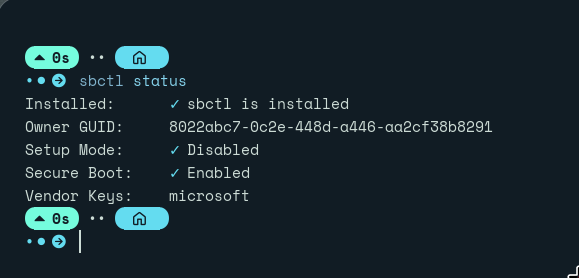 0s ••
sbctl status
Installed: ✓ sbctl is installed
Owner GUID: 8022abc7-0c2e-448d-a446-aa2cf38b8291
Setup Mode: ✓ Disabled
Secure Boot: ✓ Enabled
Vendor Keys: microsoft
0s ••